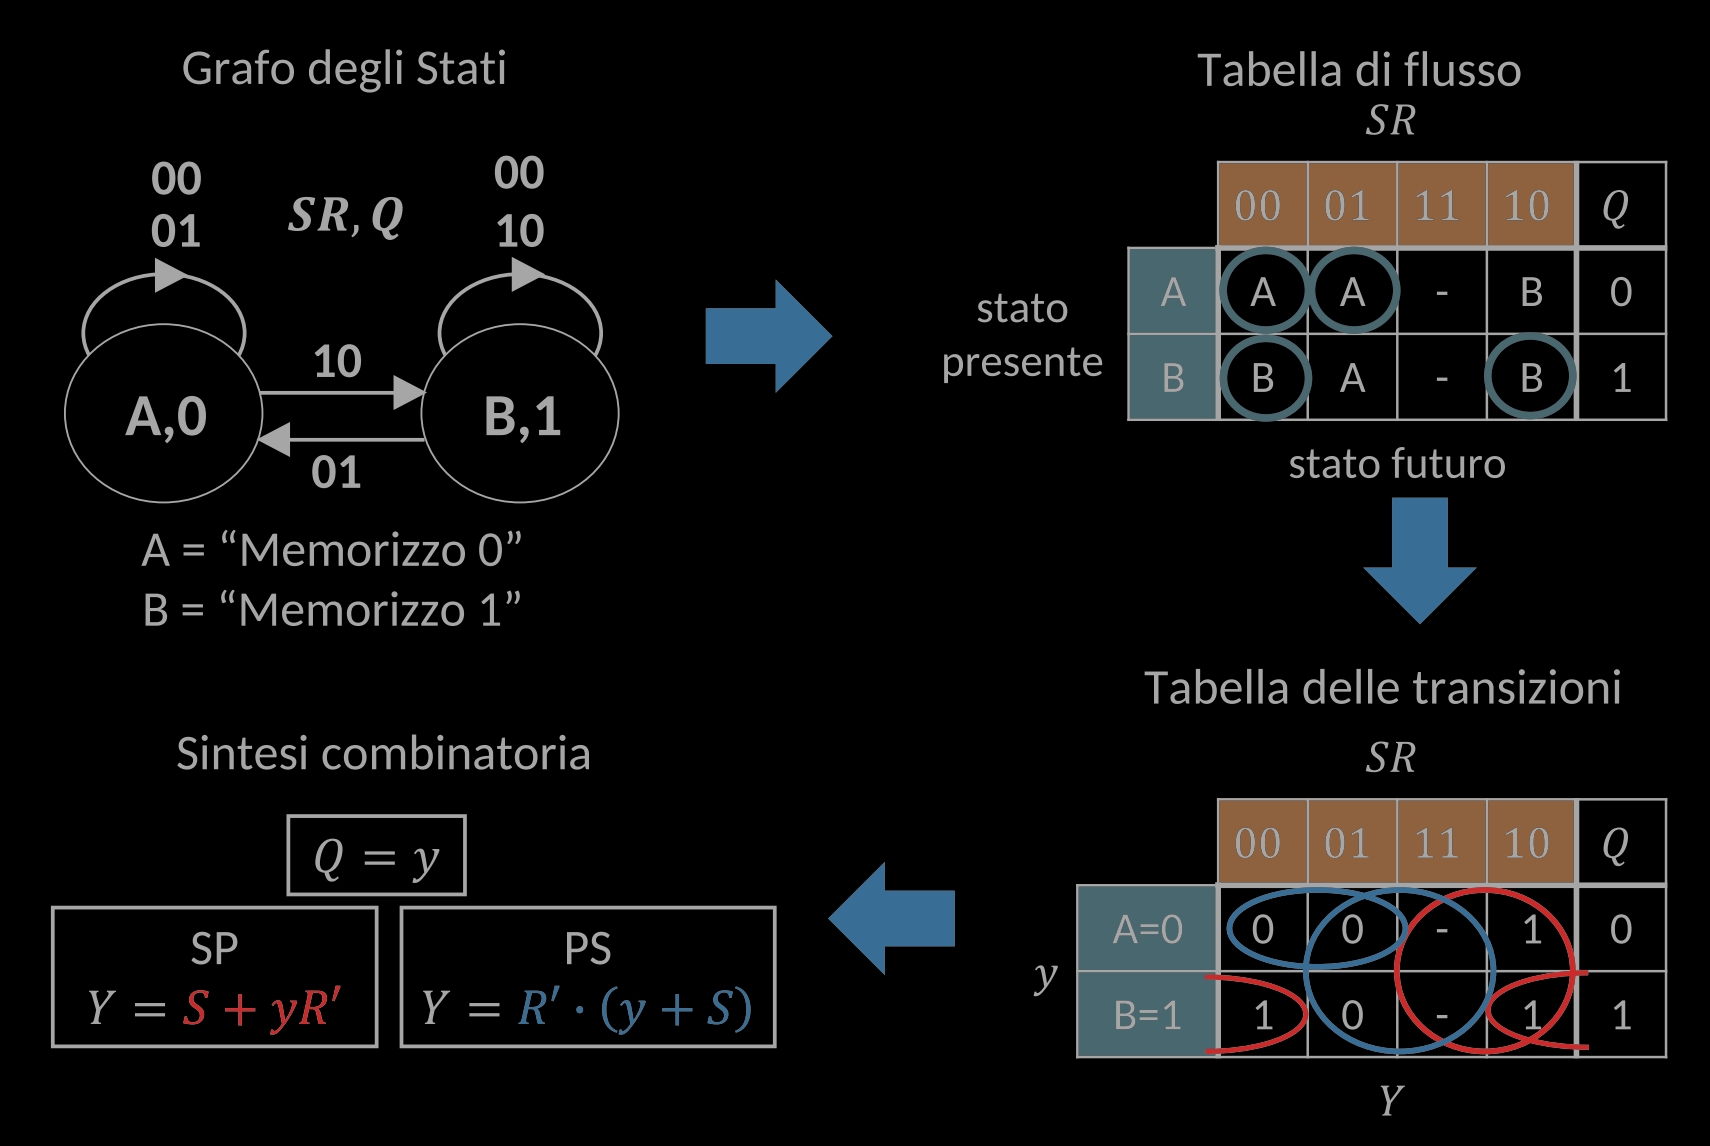 Grafo degli Stati
00
01
SR, Q
00
10
10
A,0
B,1
01
A = “Memorizzo 0”
B = “Memorizzo 1”
Tabella di flusso
SR
00 01 11 10 Q
stato
presente
A A A - B 0
B B A - B 1
stato futuro
Tabella delle transizioni
SR
00 01 11 10 Q
y
A=0 0 0 - 1 0
B=1 1 0 - 1 1
Y
Sintesi combinatoria
Q = y
SP
Y = S + yR′
PS
Y = R′ · (y + S)